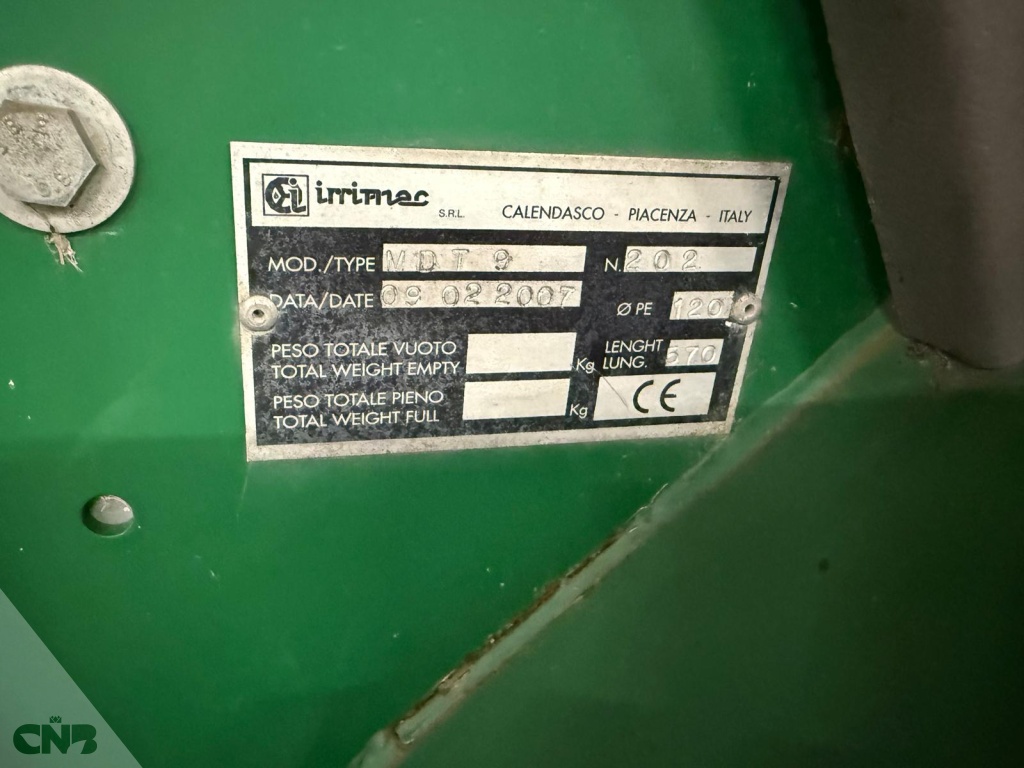 irrimec S.R.L. CALENDASCO - PIACENZA - ITALY
MOD./TYPE MDT 9 N. 202
DATA/DATE 09 02 2007 Ø PE 120
PESO TOTALE VUOTO
TOTAL WEIGHT EMPTY Kg
LENGHT
LUNG. 570
PESO TOTALE PIENO
TOTAL WEIGHT FULL Kg
CE
CNB